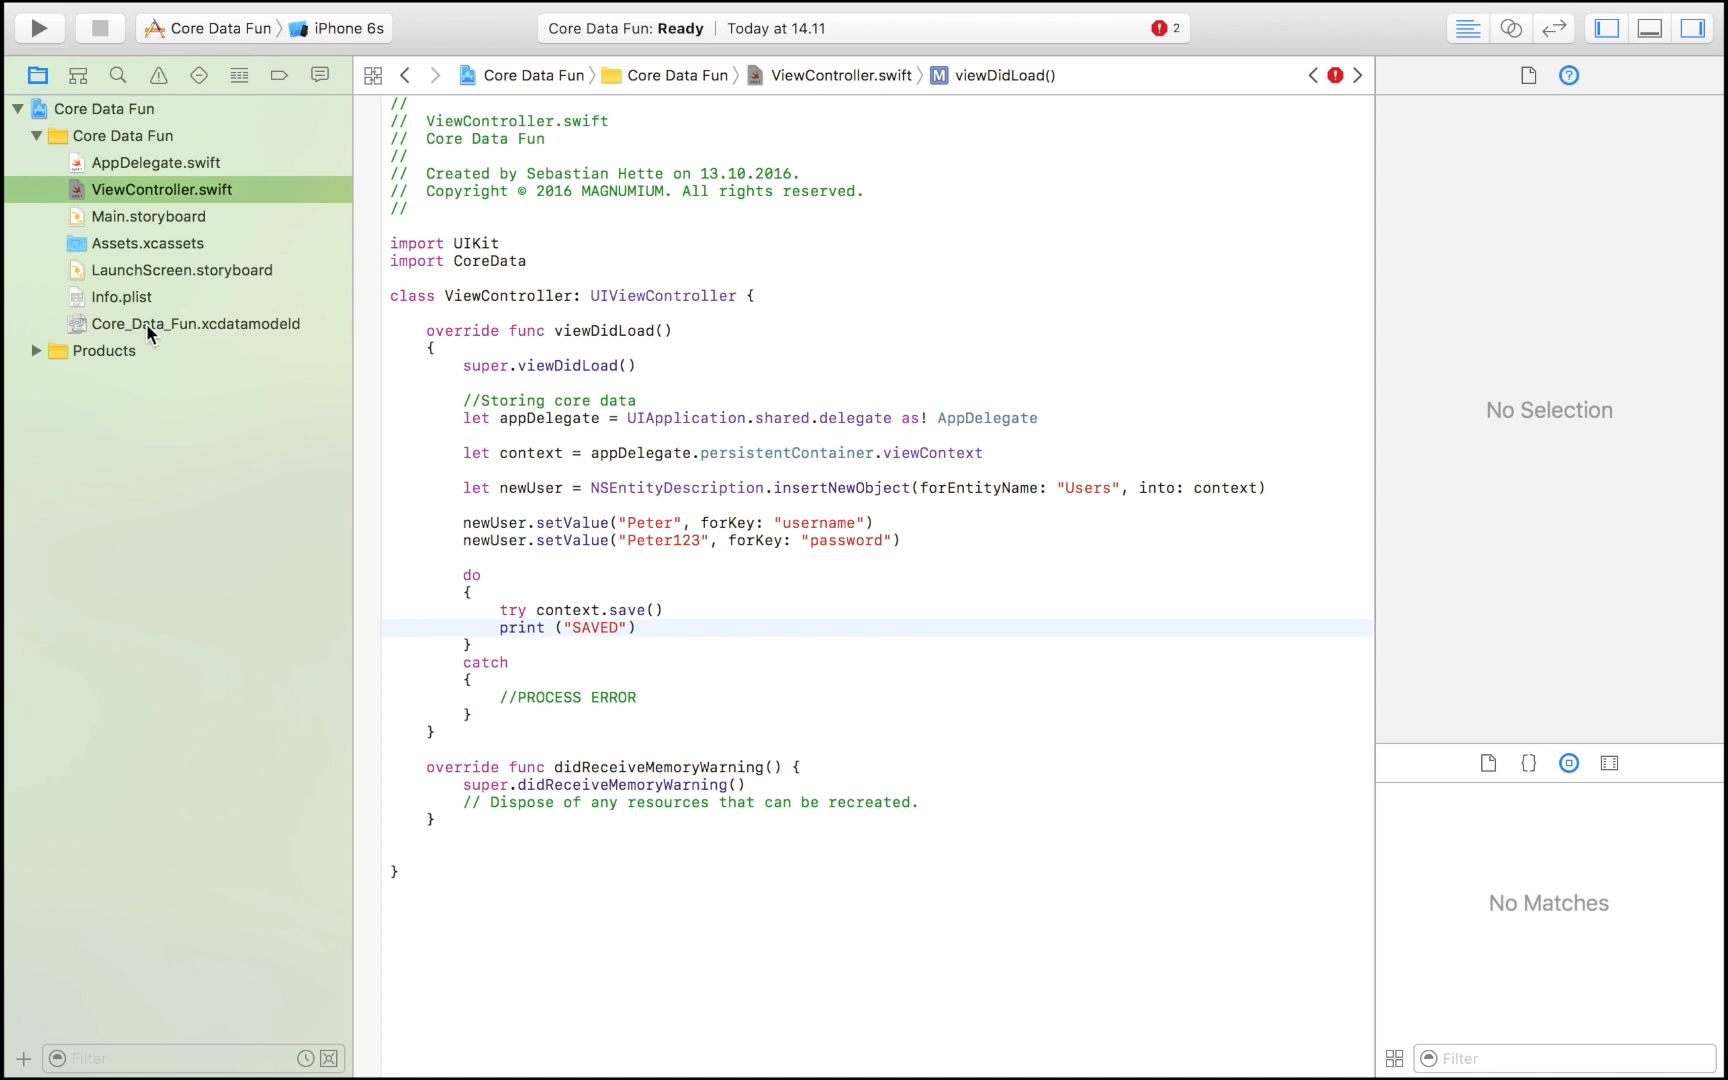 Core Data Fun iPhone 6s Core Data Fun: Ready Today at 14.11 2
Core Data Fun Core Data Fun ViewController.swift M viewDidLoad()
Core Data Fun
Core Data Fun
AppDelegate.swift
ViewController.swift
Main.storyboard
Assets.xcassets
LaunchScreen.storyboard
Info.plist
Core_Data_Fun.xcdatamodeld
Products
Filter
//
// ViewController.swift
// Core Data Fun
//
// Created by Sebastian Hette on 13.10.2016.
// Copyright © 2016 MAGNUMIUM. All rights reserved.
//
import UIKit
import CoreData
class ViewController: UIViewController {
override func viewDidLoad()
{
super.viewDidLoad()
//Storing core data
let appDelegate = UIApplication.shared.delegate as! AppDelegate
let context = appDelegate.persistentContainer.viewContext
let newUser = NSEntityDescription.insertNewObject(forEntityName: "Users", into: context)
newUser.setValue("Peter", forKey: "username")
newUser.setValue("Peter123", forKey: "password")
do
{
try context.save()
print ("SAVED")
}
catch
{
//PROCESS ERROR
}
}
override func didReceiveMemoryWarning() {
super.didReceiveMemoryWarning()
// Dispose of any resources that can be recreated.
}
}
No Selection
{}
No Matches
Filter